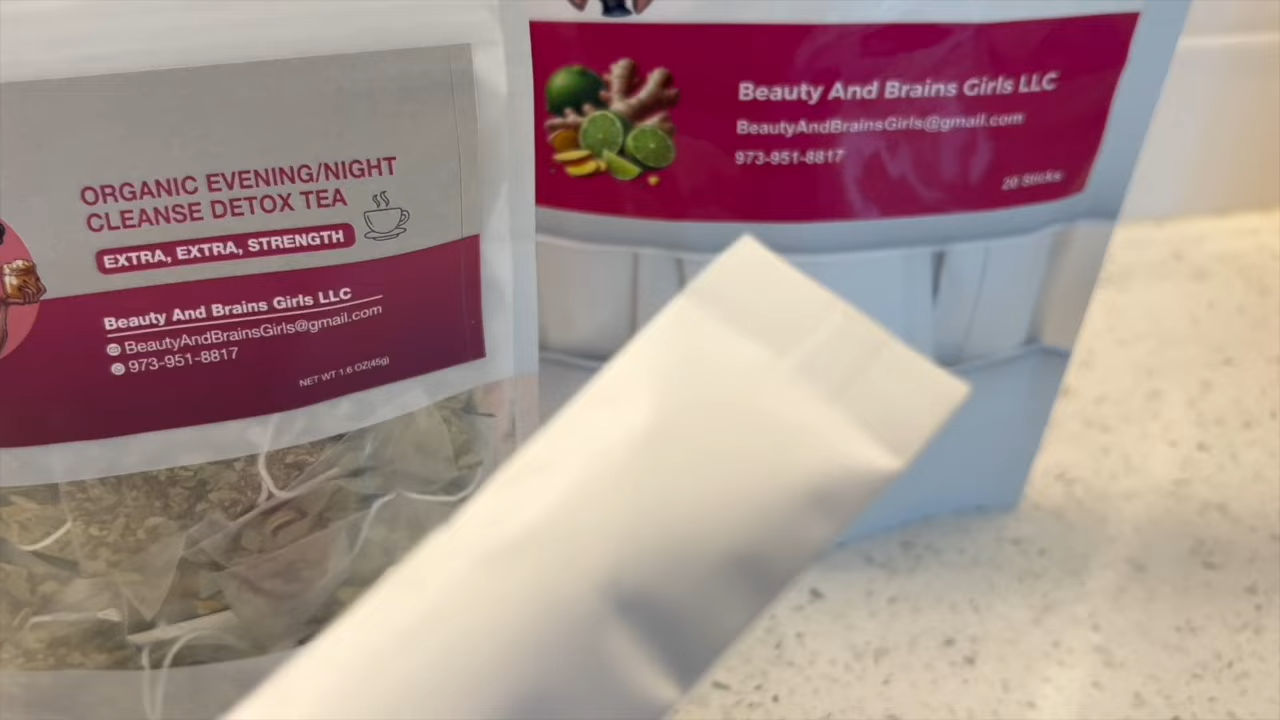 ORGANIC EVENING/NIGHT
CLEANSE DETOX TEA
EXTRA, EXTRA, STRENGTH
Beauty And Brains Girls LLC
BeautyAndBrainsGirls@gmail.com
973-951-8817
NET WT 1.6 OZ(45g)
Beauty And Brains Girls LLC
BeautyAndBrainsGirls@gmail.com
973-951-8817
20 Sticks